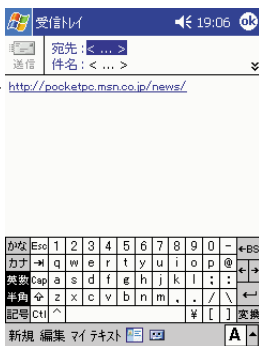 受信トレイ 19:06 ok
送信 宛先:< ... >
件名:< ... >
http://pocketpc.msn.co.jp/news/
かな Esc 1 2 3 4 5 6 7 8 9 0 - ←BS
カナ →| q w e r t y u i o p @ ← →
英数 Cap a s d f g h j k l ; :
半角 z x c v b n m , . / \ ↵
記号 Ctl ^ ¥ [ ] 変換
新規 編集 マイ テキスト A